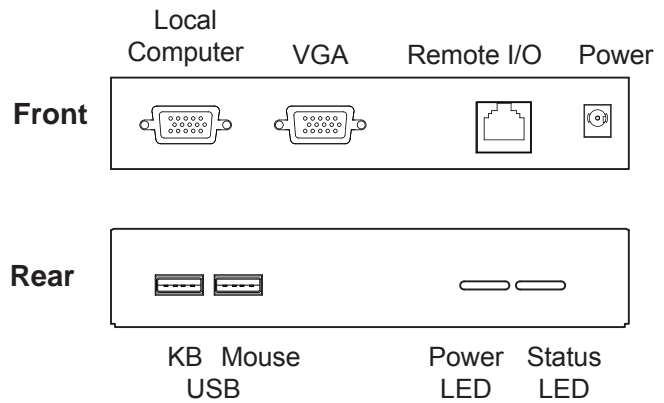 Local
Computer VGA Remote I/O Power
Front
Rear
KB Mouse Power Status
USB LED LED